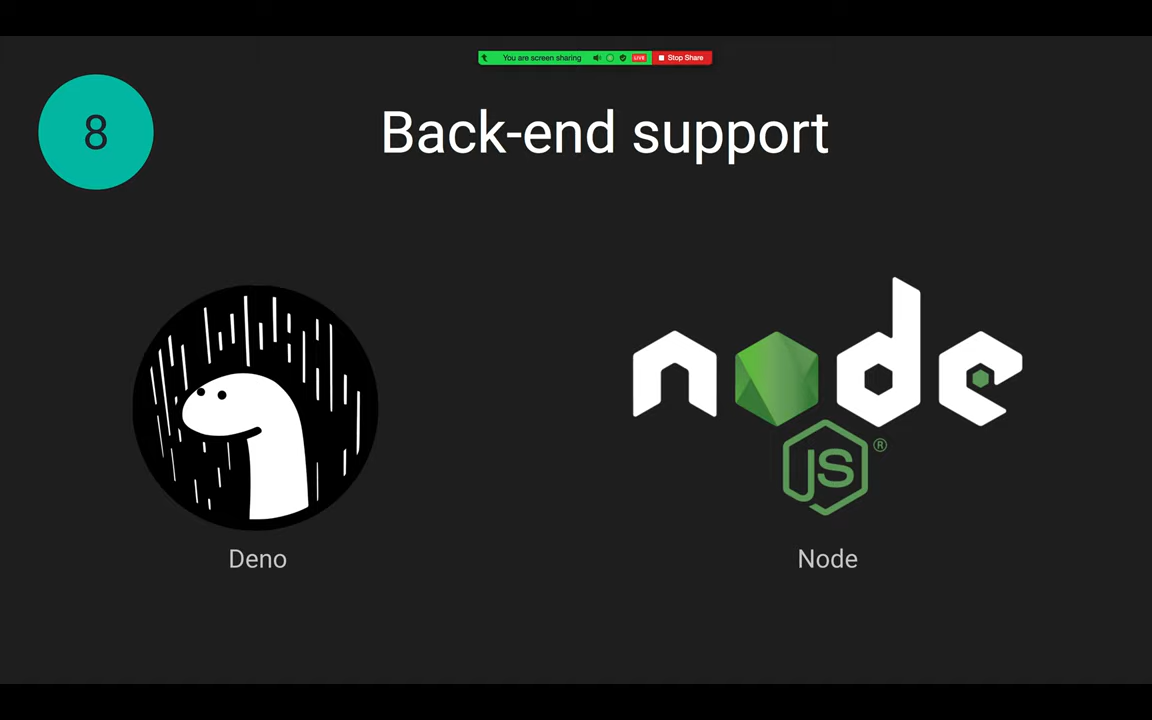 You are screen sharing LIVE Stop Share
8
Back-end support
node
JS®
Deno
Node